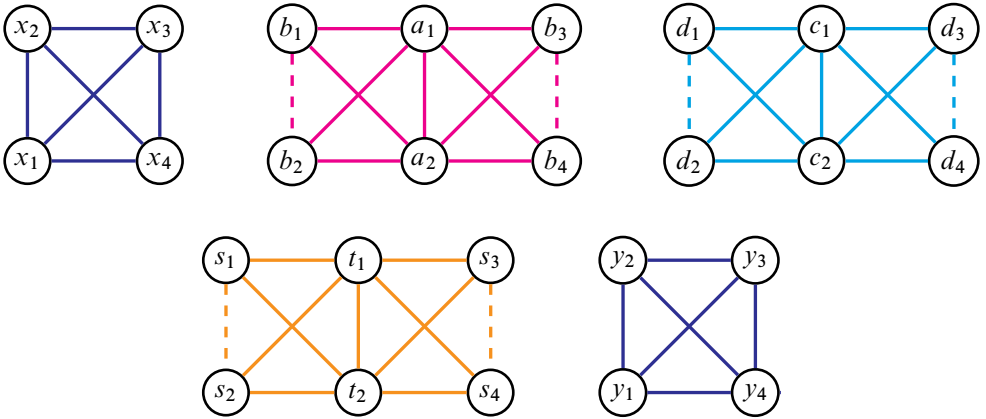 x₂ x₃ b₁ a₁ b₃ d₁ c₁ d₃
x₁ x₄ b₂ a₂ b₄ d₂ c₂ d₄
s₁ t₁ s₃ y₂ y₃
s₂ t₂ s₄ y₁ y₄